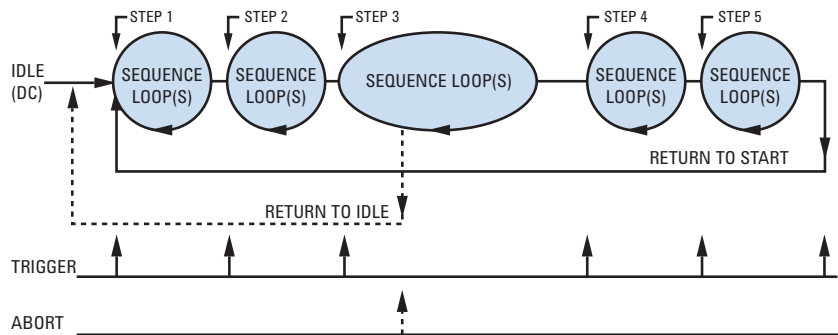 STEP 1
STEP 2
STEP 3
STEP 4
STEP 5
IDLE
(DC)
SEQUENCE
LOOP(S)
SEQUENCE
LOOP(S)
SEQUENCE LOOP(S)
SEQUENCE
LOOP(S)
SEQUENCE
LOOP(S)
RETURN TO START
RETURN TO IDLE
TRIGGER
ABORT